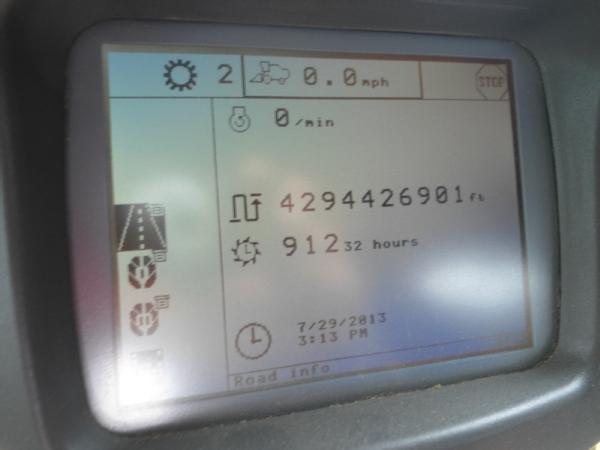 2 0.0 mph STOP
0 /min
4294426901 ft
912 32 hours
7/29/2013
3:13 PM
Road info